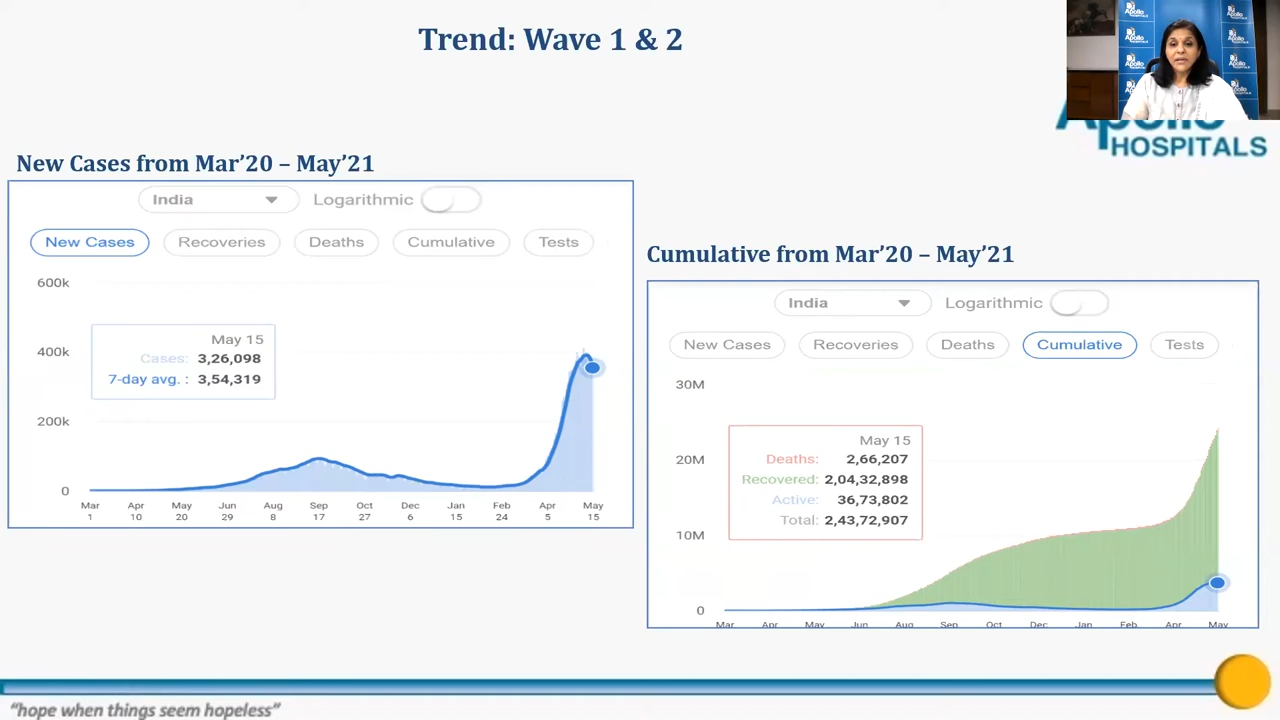 Trend: Wave 1 & 2
Apollo
HOSPITALS
Apollo
HOSPITALS
New Cases from Mar’20 – May’21
India
Logarithmic
New Cases Recoveries Deaths Cumulative Tests
600k
400k
200k
0
May 15
Cases: 3,26,098
7-day avg. : 3,54,319
Mar Apr May Jun Aug Sep Oct Dec Jan Feb Apr May
1 10 20 29 8 17 27 6 15 24 5 15
Cumulative from Mar’20 – May’21
India
Logarithmic
New Cases Recoveries Deaths Cumulative Tests
30M
20M
10M
0
May 15
Deaths: 2,66,207
Recovered: 2,04,32,898
Active: 36,73,802
Total: 2,43,72,907
Mar Apr May Jun Aug Sep Oct Dec Jan Feb Apr May
"hope when things seem hopeless"